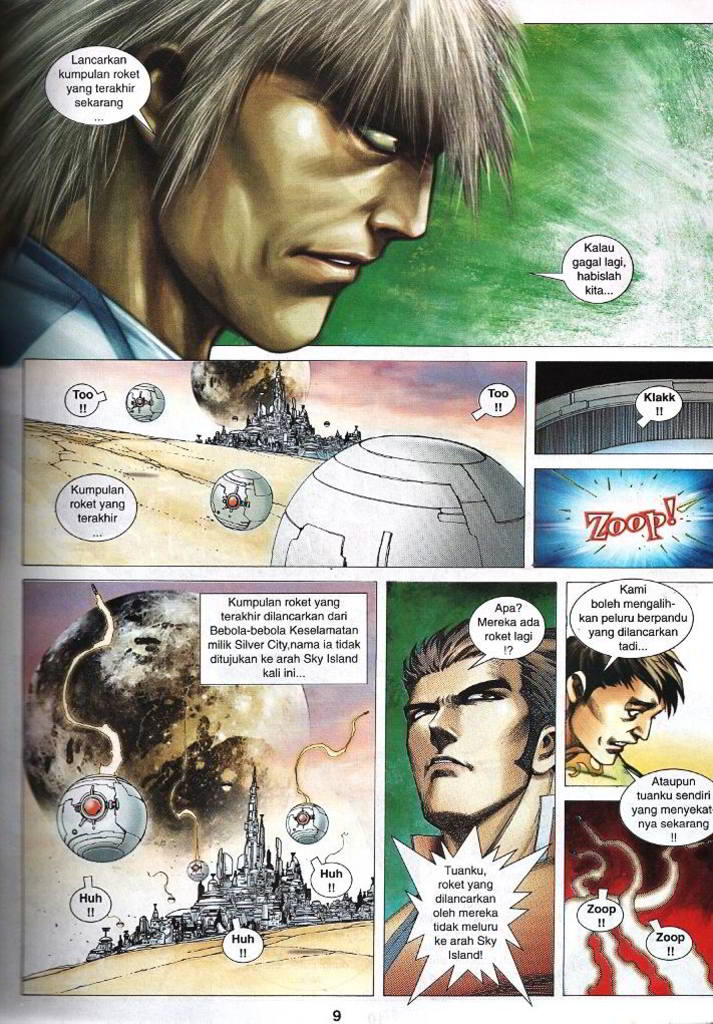 Lancarkan
kumpulan roket
yang terakhir
sekarang
...
Kalau
gagal lagi,
habislah
kita...
Too
!!
Too
!!
Kumpulan
roket yang
terakhir
...
Klakk
!!
Zoop!
Kumpulan roket yang
terakhir dilancarkan dari
Bebola-bebola Keselamatan
milik Silver City,nama ia tidak
ditujukan ke arah Sky Island
kali ini...
Huh
!!
Huh
!!
Huh
!!
Apa?
Mereka ada
roket lagi
!?
Tuanku,
roket yang
dilancarkan
oleh mereka
tidak meluru
ke arah Sky
Island!
Kami
boleh mengalih-
kan peluru berpandu
yang dilancarkan
tadi...
Ataupun
tuanku sendiri
yang menyekat
nya sekarang
!!
Zoop
!!
Zoop
!!
9